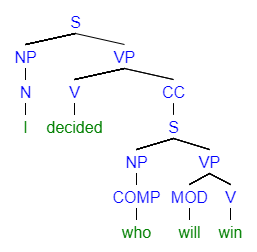 S
NP VP
N V CC
I decided S
NP VP
COMP MOD V
who will win